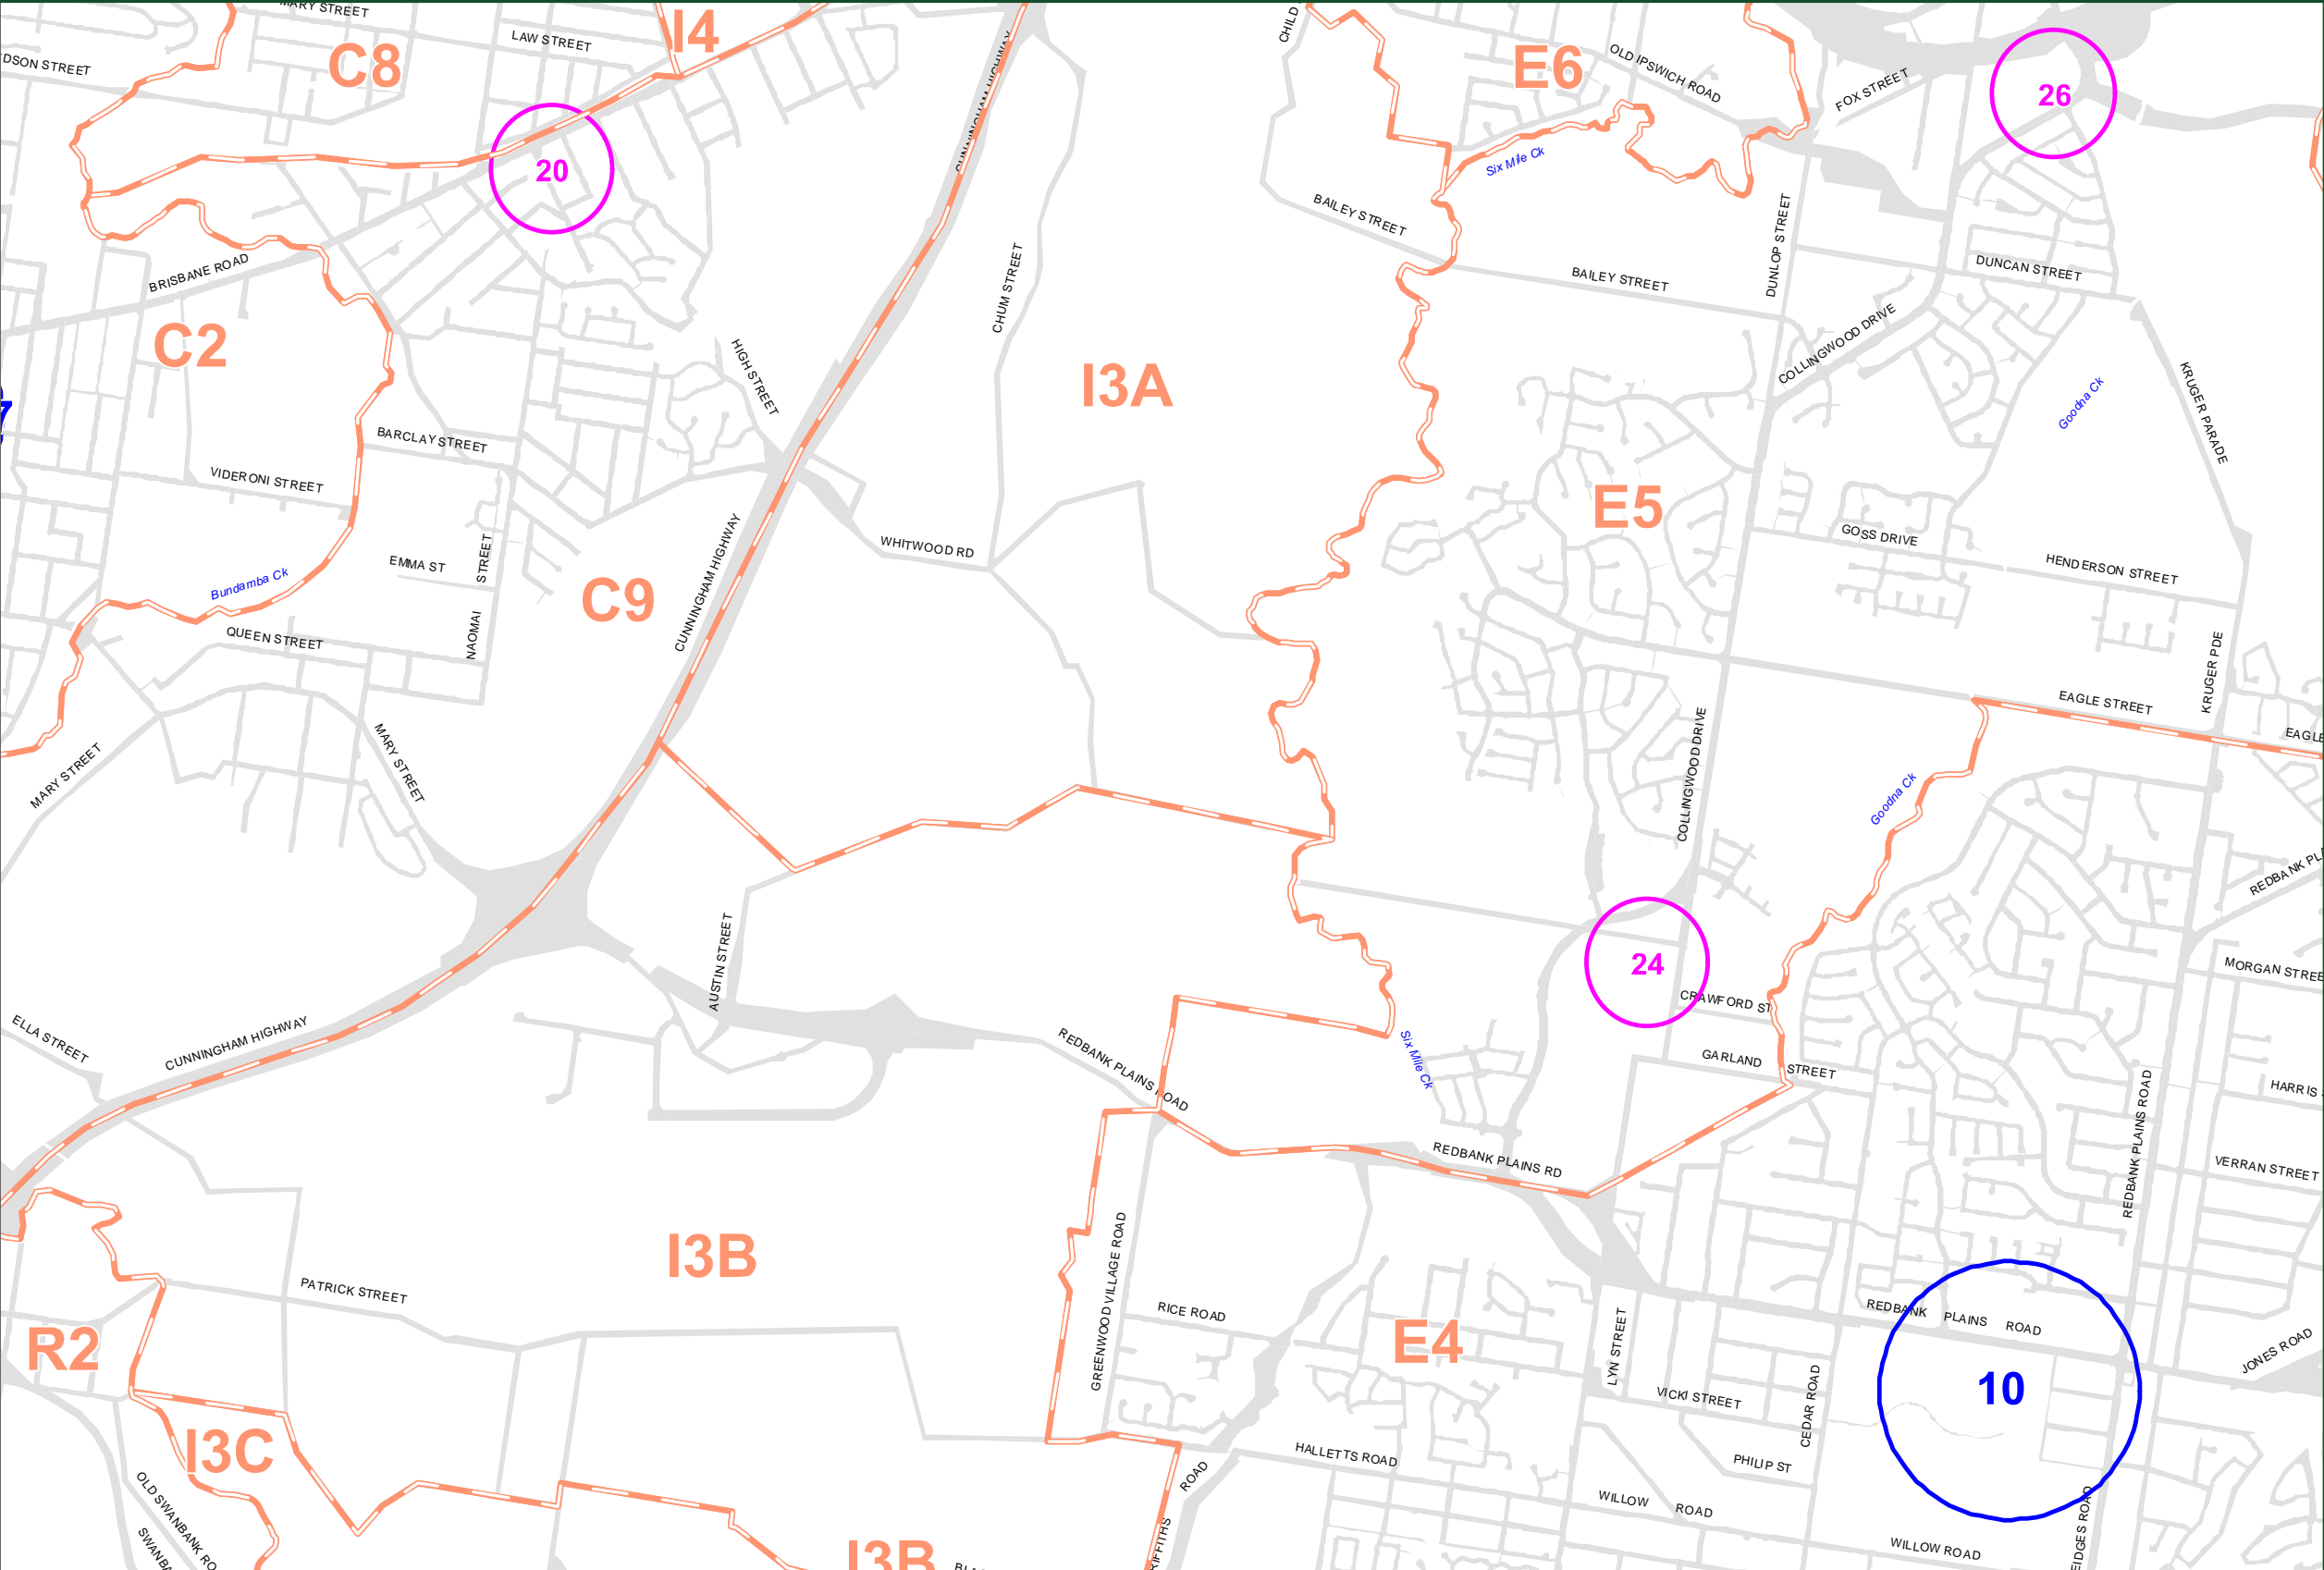 MARY STREET
C8
LAW STREET
I4
DSON STREET
20
CUNNINGHAM HIGHWAY
CHILD
E6
OLD IPSWICH ROAD
FOX STREET
26
Six Mile Ck
BAILEY STREET
BAILEY STREET
DUNLOP STREET
DUNCAN STREET
BRISBANE ROAD
CHUM STREET
COLLINGWOOD DRIVE
C2
HIGH STREET
I3A
Goodna Ck
KRUGER PARADE
7
BARCLAY STREET
VIDERONI STREET
E5
GOSS DRIVE
HENDERSON STREET
WHITWOOD RD
EMMA ST
NAOMAI STREET
Bundamba Ck
C9
CUNNINGHAM HIGHWAY
QUEEN STREET
KRUGER PDE
EAGLE STREET
EAGLE
MARY STREET
MARY STREET
COLLINGWOOD DRIVE
Goodna Ck
REDBANK PLA
AUSTIN STREET
24
MORGAN STREE
CRAWFORD ST
ELLA STREET
CUNNINGHAM HIGHWAY
REDBANK PLAINS ROAD
Six Mile Ck
GARLAND STREET
HARRIS
REDBANK PLAINS ROAD
REDBANK PLAINS RD
VERRAN STREET
I3B
GREENWOOD VILLAGE ROAD
PATRICK STREET
RICE ROAD
E4
LYN STREET
REDBANK PLAINS ROAD
R2
10
JONES ROAD
VICKI STREET
CEDAR ROAD
I3C
HALLETTS ROAD
PHILIP ST
OLD SWANBANK RO
SWANBA
ROAD
RIFFITHS
WILLOW ROAD
WILLOW ROAD
EIDGES ROAD
I3B